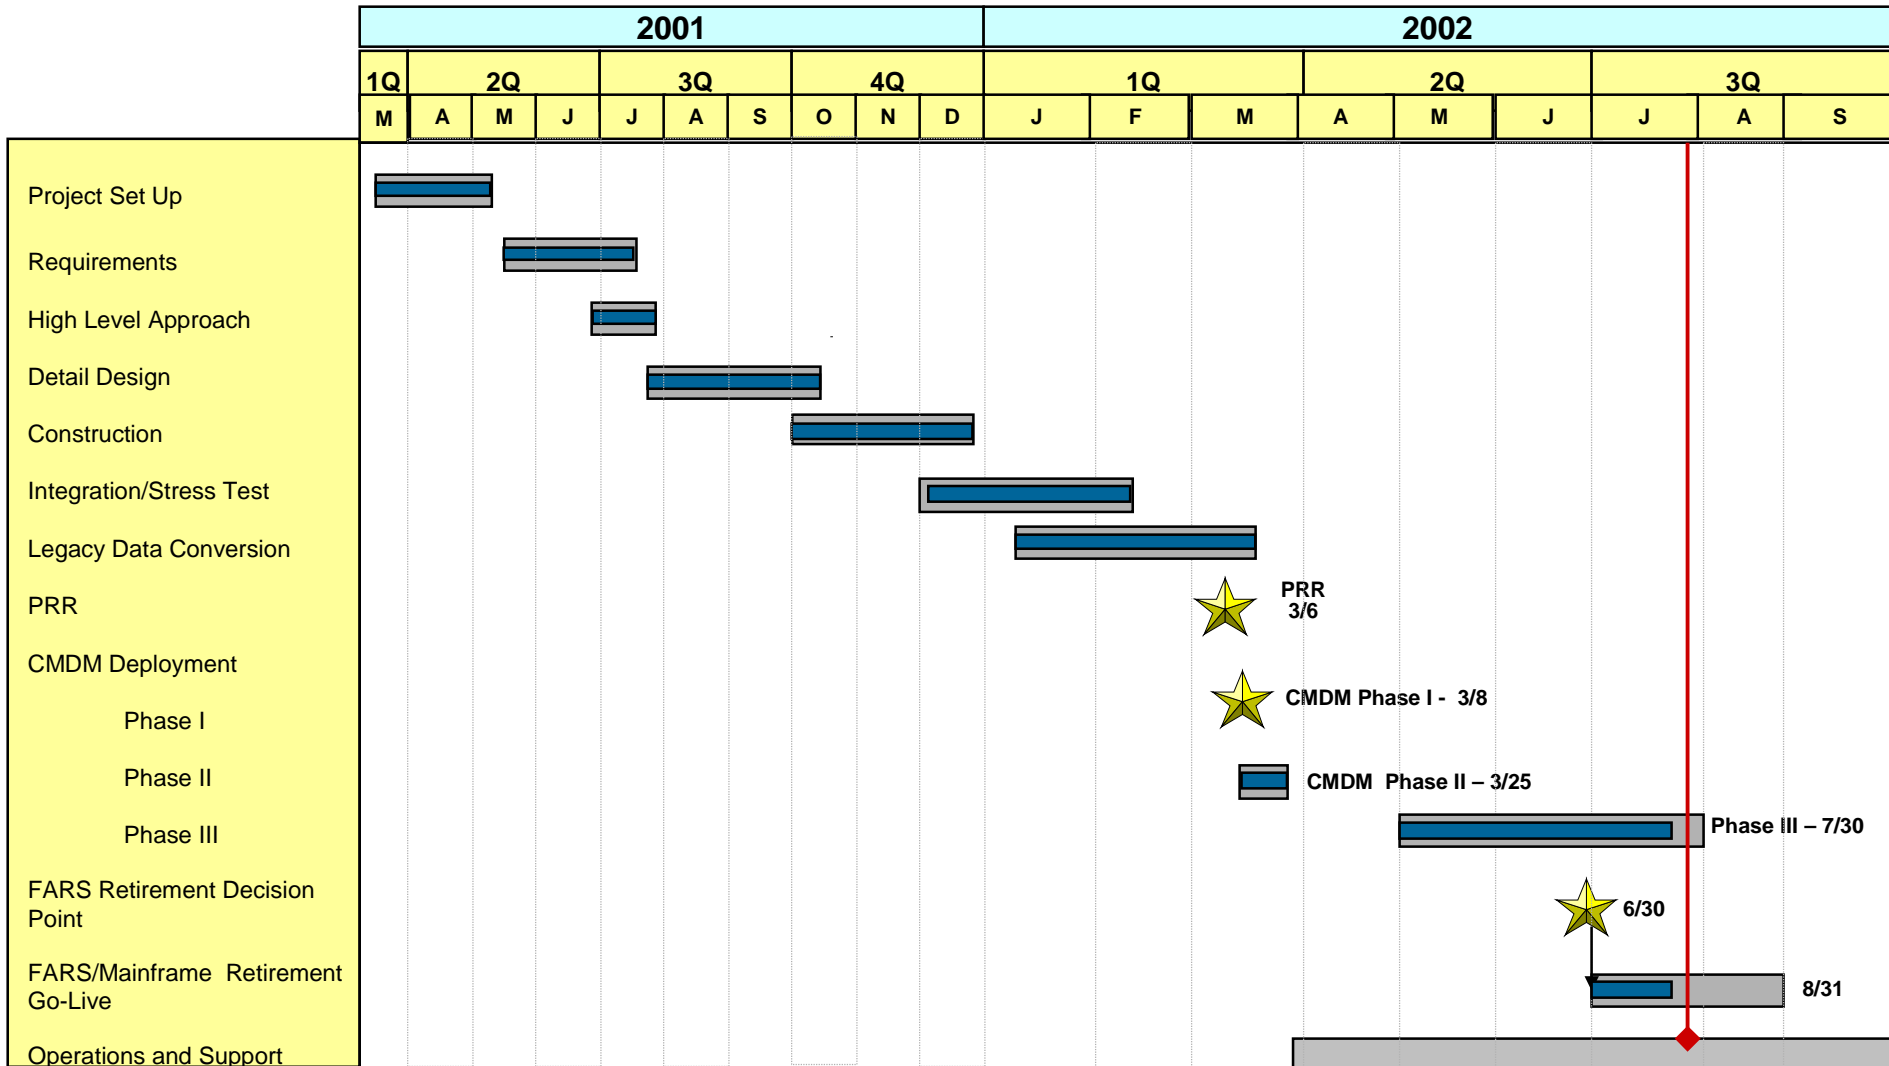 2001 2002
1Q 2Q 3Q 4Q 1Q 2Q 3Q
M A M J J A S O N D J F M A M J J A S
Project Set Up
Requirements
High Level Approach
Detail Design
Construction
Integration/Stress Test
Legacy Data Conversion
PRR
PRR
3/6
CMDM Deployment
CMDM Phase I - 3/8
Phase I
Phase II
CMDM Phase II – 3/25
Phase III
Phase III – 7/30
FARS Retirement Decision
Point
6/30
FARS/Mainframe Retirement
Go-Live
8/31
Operations and Support